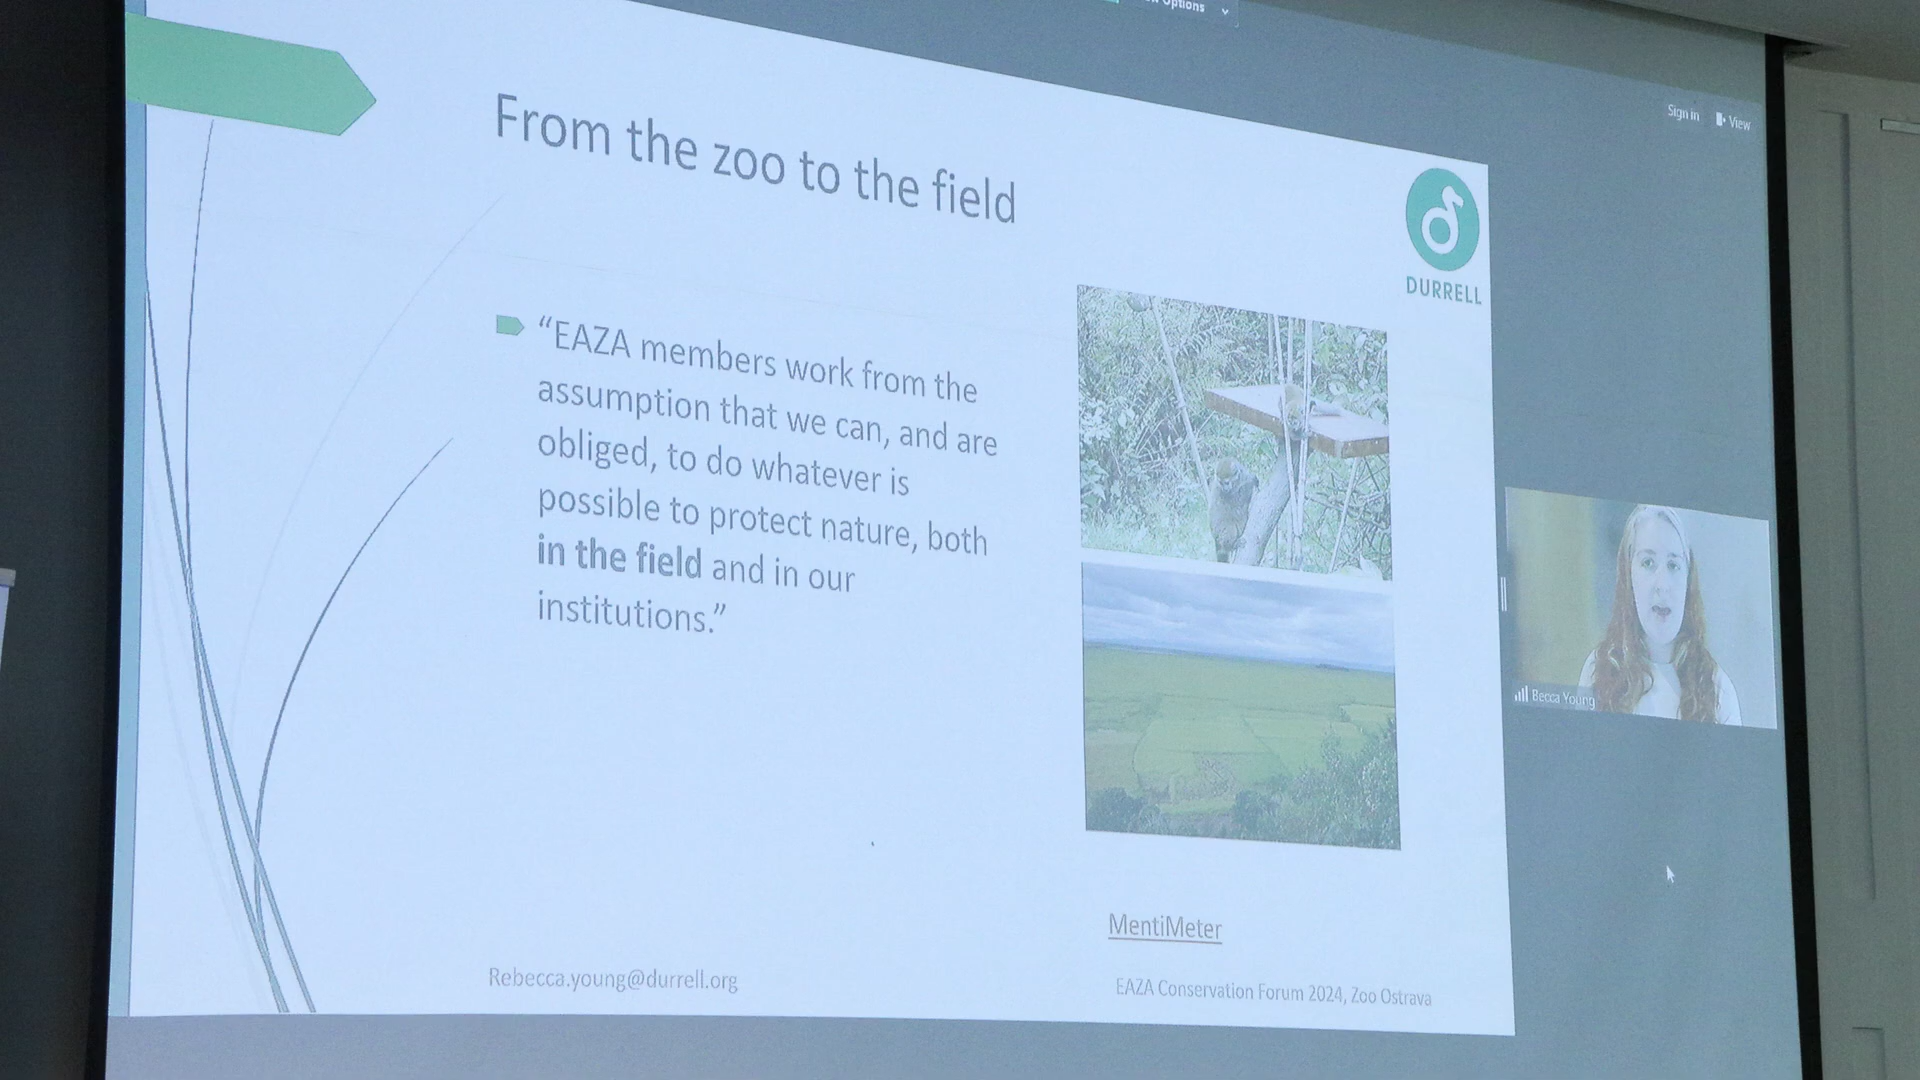 Options
Sign in
View
From the zoo to the field
DURRELL
“EAZA members work from the
assumption that we can, and are
obliged, to do whatever is
possible to protect nature, both
in the field and in our
institutions.”
Becca Young
MentiMeter
Rebecca.young@durrell.org
EAZA Conservation Forum 2024, Zoo Ostrava